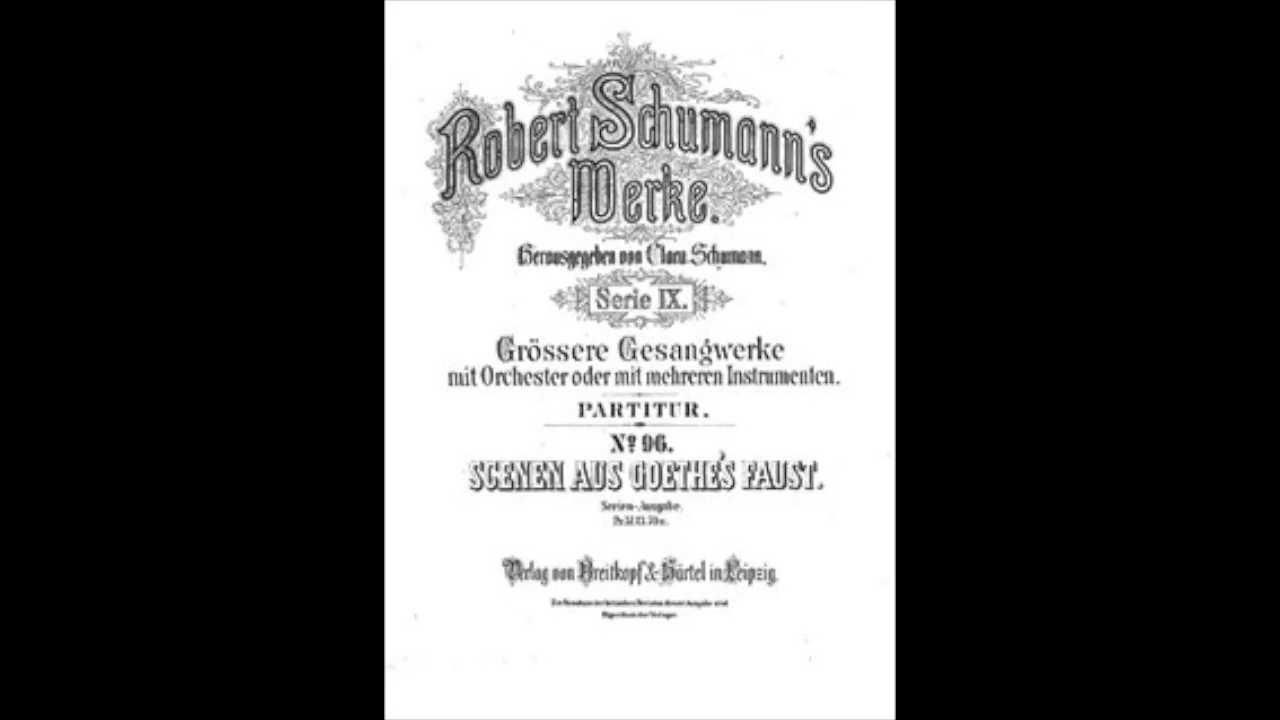 Robert Schumann's
Werke.
Herausgegeben von Clara Schumann.
Serie IX.
Grössere Gesangwerke
mit Orchester oder mit mehreren Instrumenten.
PARTITUR.
No 96.
SCENEN AUS GOETHE'S FAUST.
Serien-Ausgabe.
Verlag von Breitkopf & Härtel in Leipzig.